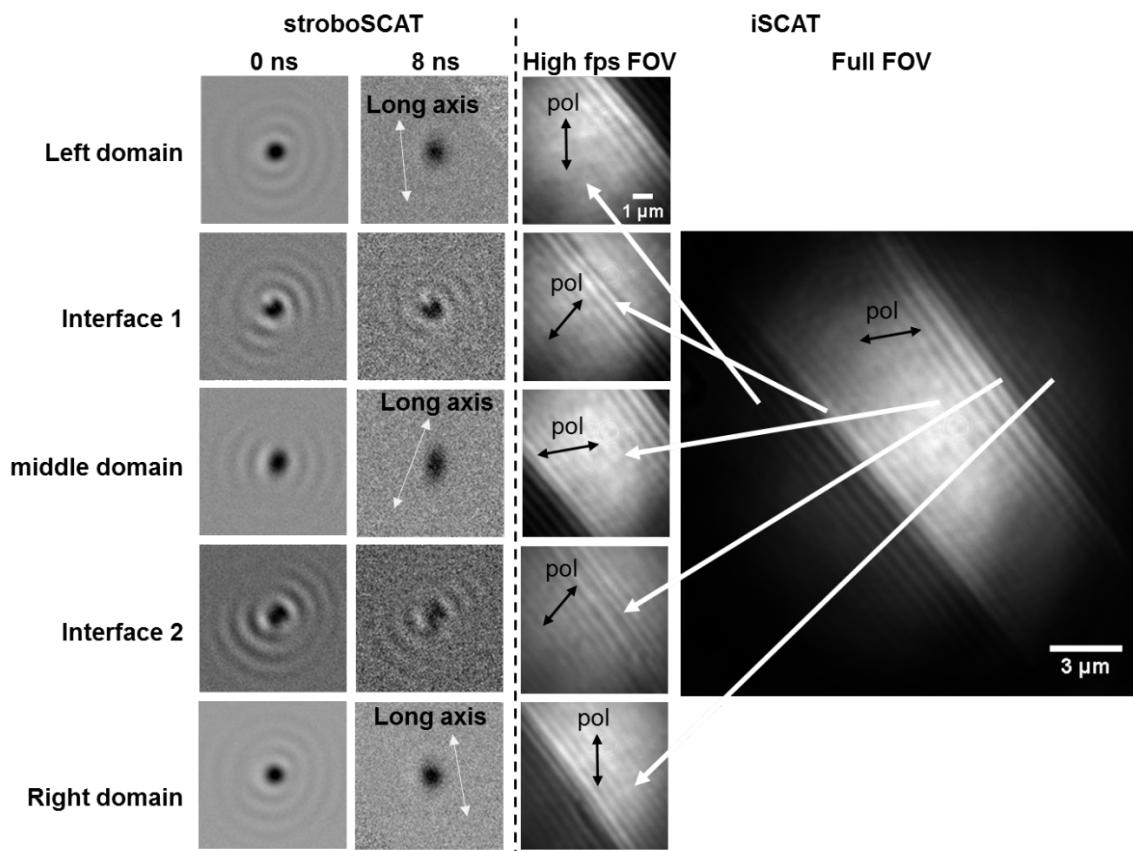 stroboSCAT iSCAT
0 ns 8 ns High fps FOV Full FOV
Left domain
Long axis
pol
1 µm
Interface 1
pol
pol
middle domain
Long axis
pol
Interface 2
pol
3 µm
Right domain
Long axis
pol